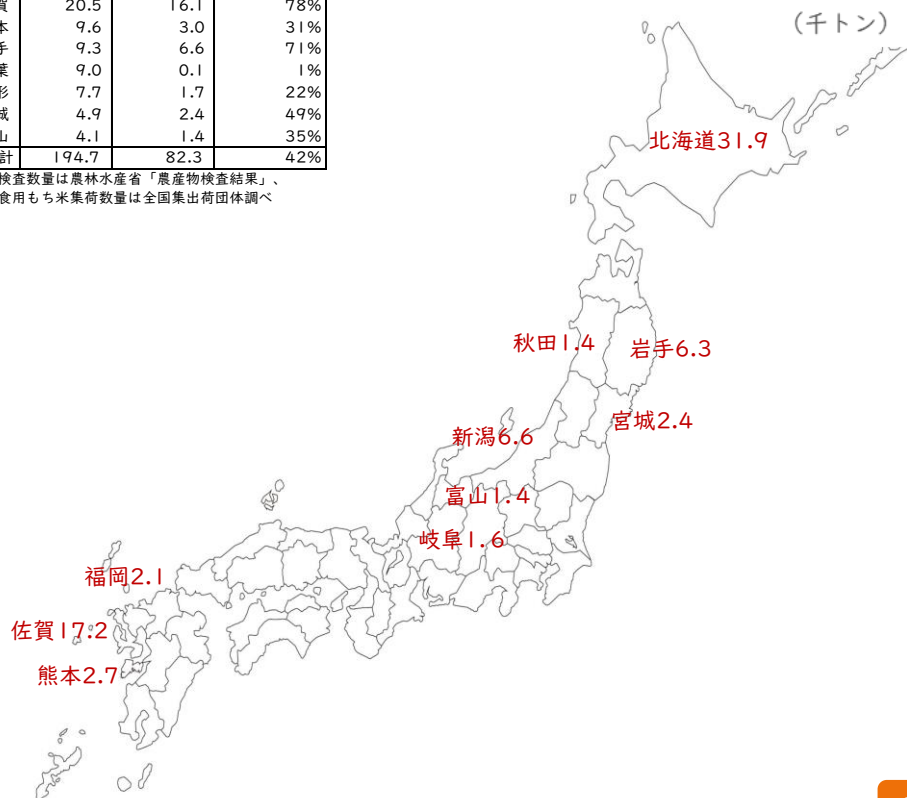 賀 20.5 16.1 78%
本 9.6 3.0 31%
手 9.3 6.6 71%
葉 9.0 0.1 1%
形 7.7 1.7 22%
城 4.9 2.4 49%
山 4.1 1.4 35%
計 194.7 82.3 42%
検査数量は農林水産省「農産物検査結果」、
食用もち米集荷数量は全国集出荷団体調べ
(千トン)
北海道31.9
秋田1.4
岩手6.3
宮城2.4
新潟6.6
富山1.4
岐阜1.6
福岡2.1
佐賀17.2
熊本2.7